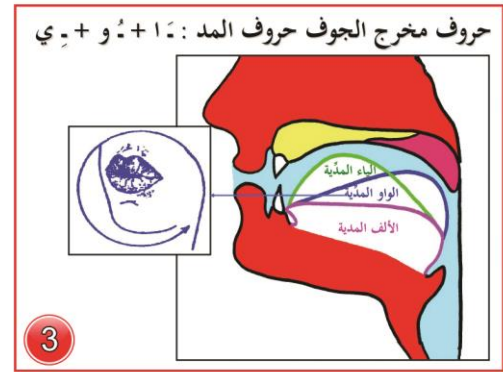 حروف مخرج الجوف حروف المد : ـَ ا + ـُ و + ـِ ي
الياء المدّية
الواو المدّية
الألف المدية
3